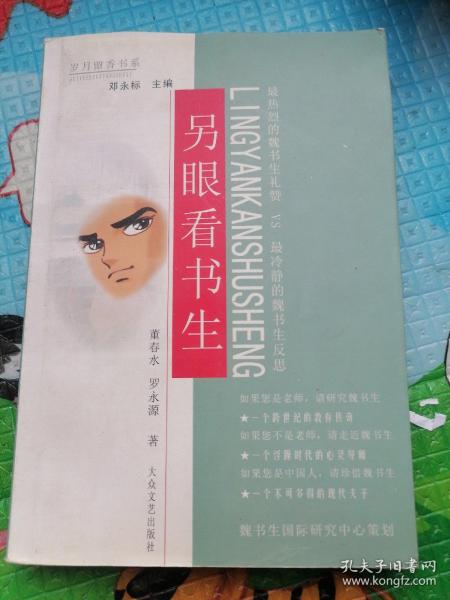 岁月留香书系
邓永标 主编
另眼看书生
LINGYANKANSHUSHENG
最热烈的魏书生礼赞 VS 最冷静的魏书生反思
董春水 罗永源 著
大众文艺出版社
如果您是老师，请研究魏书生
★一个跨世纪的教育传奇
如果您不是老师，请走近魏书生
★一个浮躁时代的心灵导师
如果您是中国人，请珍惜魏书生
★一个不可多得的现代夫子
魏书生国际研究中心策划
孔夫子旧书网
www.kongfz.com